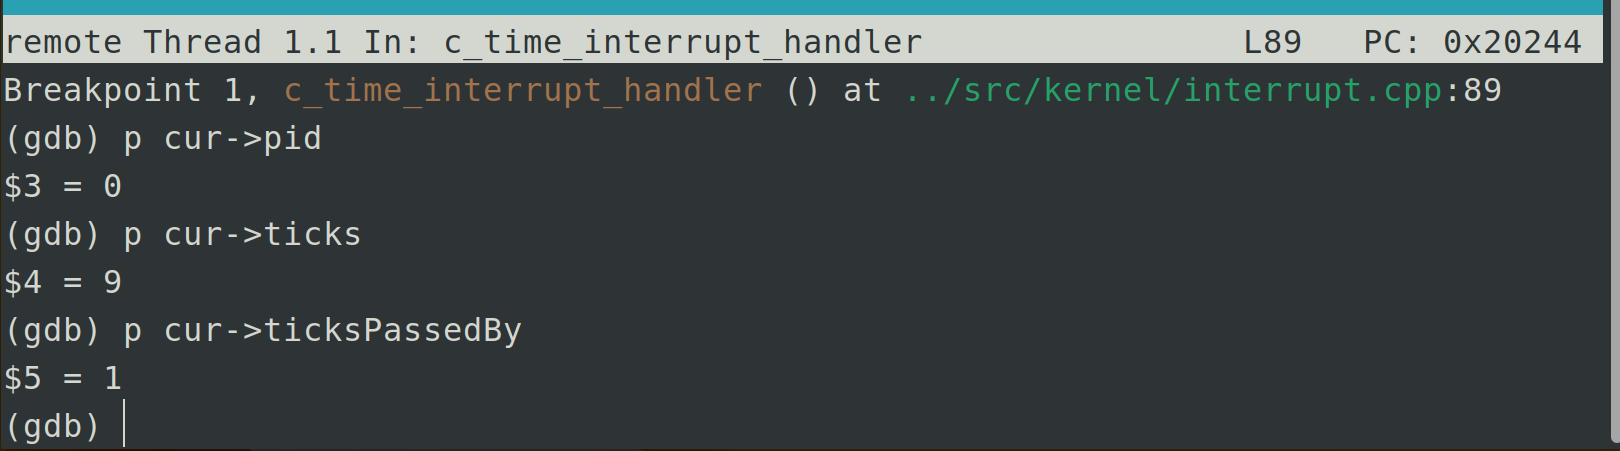 remote Thread 1.1 In: c_time_interrupt_handler L89 PC: 0x20244
Breakpoint 1, c_time_interrupt_handler () at ../src/kernel/interrupt.cpp:89
(gdb) p cur->pid
$3 = 0
(gdb) p cur->ticks
$4 = 9
(gdb) p cur->ticksPassedBy
$5 = 1
(gdb)